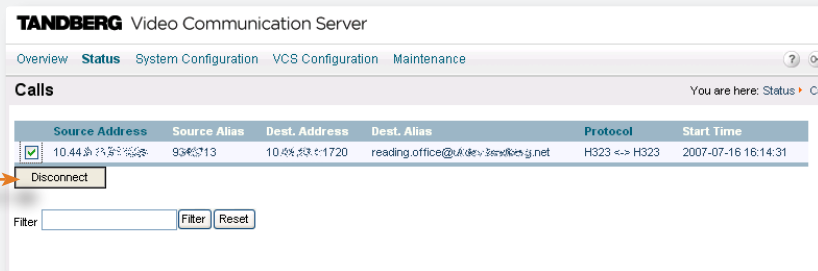 TANDBERG Video Communication Server
Overview Status System Configuration VCS Configuration Maintenance ?
Calls You are here: Status
Source Address Source Alias Dest. Address Dest. Alias Protocol Start Time
H323 <-> H323 2007-07-16 16:14:31
Disconnect
Filter Filter Reset